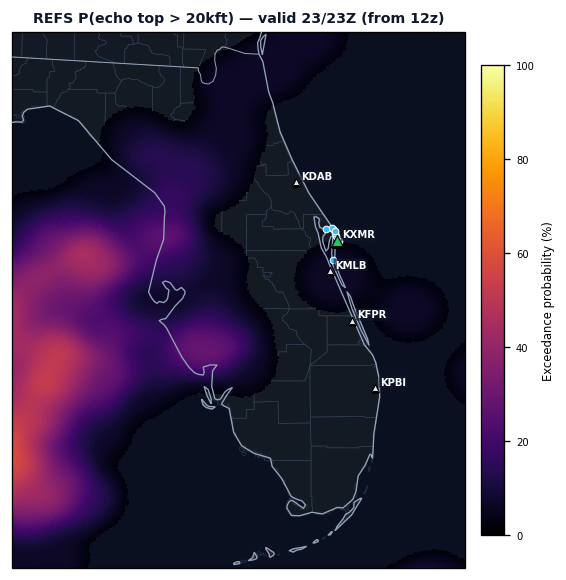 REFS P(echo top > 20kft) — valid 23/23Z (from 12z)
100
80
60
40
20
0
Exceedance probability (%)
KDAB
KXMR
KMLB
KFPR
KPBI